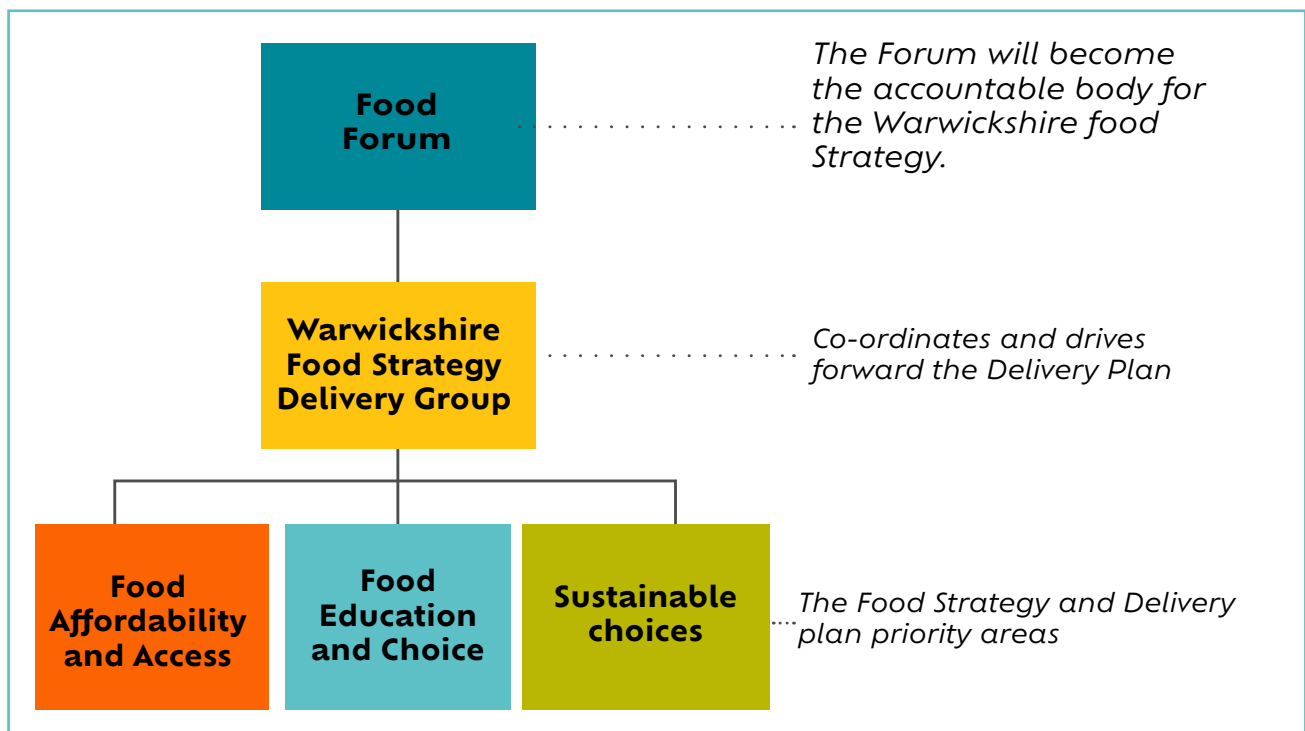 Food
Forum
The Forum will become
the accountable body for
the Warwickshire food
Strategy.
Warwickshire
Food Strategy
Delivery Group
Co-ordinates and drives
forward the Delivery Plan
Food
Affordability
and Access
Food
Education
and Choice
Sustainable
choices
The Food Strategy and Delivery
plan priority areas